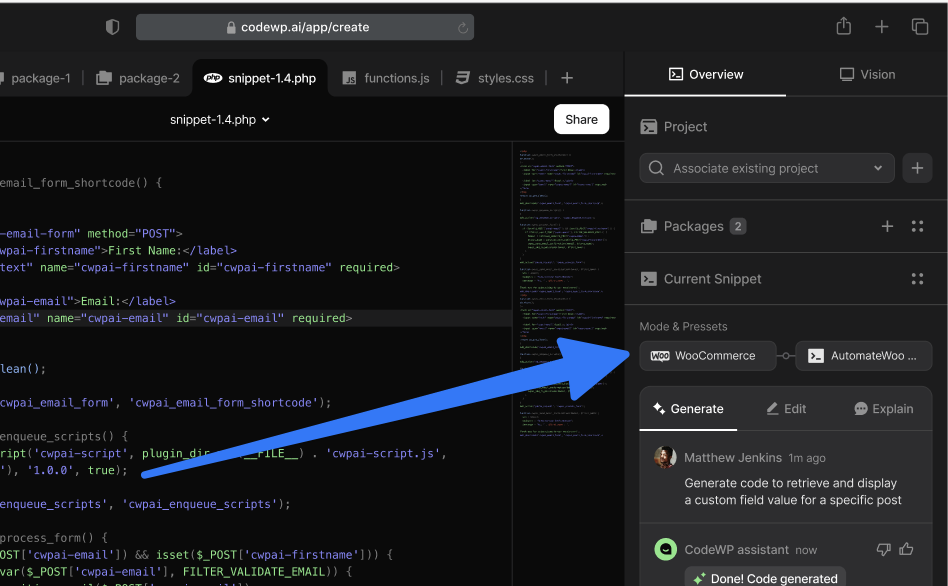 codewp.ai/app/create
package-1
package-2
php snippet-1.4.php
JS functions.js
styles.css
Overview
Vision
snippet-1.4.php
Share
Project
Associate existing project
Packages 2
Current Snippet
Mode & Pressets
WOO WooCommerce
AutomateWoo ...
Generate
Edit
Explain
Matthew Jenkins 1m ago
Generate code to retrieve and display
a custom field value for a specific post
CodeWP assistant now
Done! Code generated
email_form_shortcode() {
-email-form" method="POST">
wpai-firstname">First Name:</label>
text" name="cwpai-firstname" id="cwpai-firstname" required>
wpai-email">Email:</label>
email" name="cwpai-email" id="cwpai-email" required>
lean();
cwpai_email_form', 'cwpai_email_form_shortcode');
enqueue_scripts() {
ript('cwpai-script', plugin_dir__FILE__) . 'cwpai-script.js',
'), '1.0.0', true);
enqueue_scripts', 'cwpai_enqueue_scripts');
process_form() {
OST['cwpai-email']) && isset($_POST['cwpai-firstname'])) {
var($_POST['cwpai-email'], FILTER_VALIDATE_EMAIL)) {